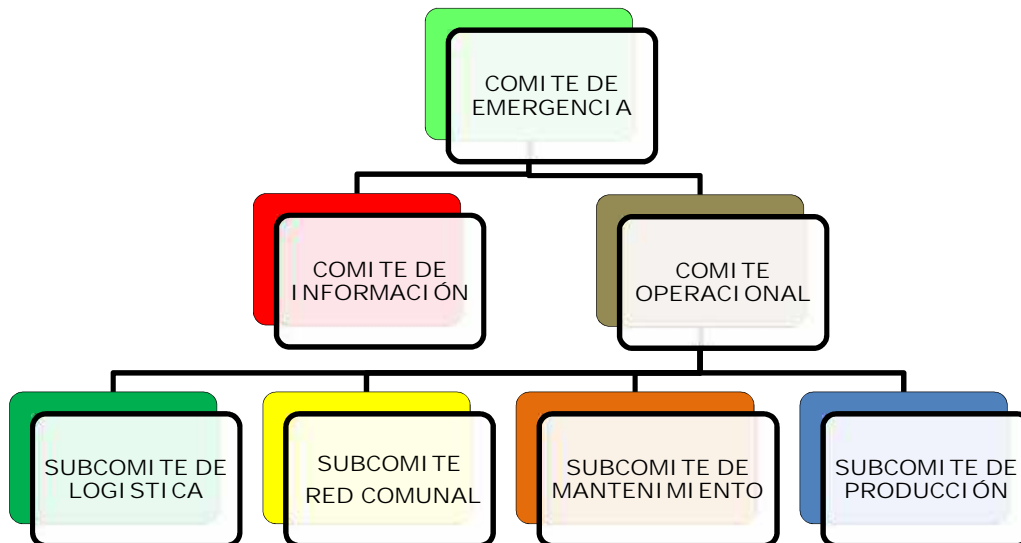 COMITE DE
EMERGENCIA
COMITE DE
INFORMACIÓN
COMITE
OPERACIONAL
SUBCOMITE DE
LOGISTICA
SUBCOMITE
RED COMUNAL
SUBCOMITE DE
MANTENIMIENTO
SUBCOMITE DE
PRODUCCIÓN